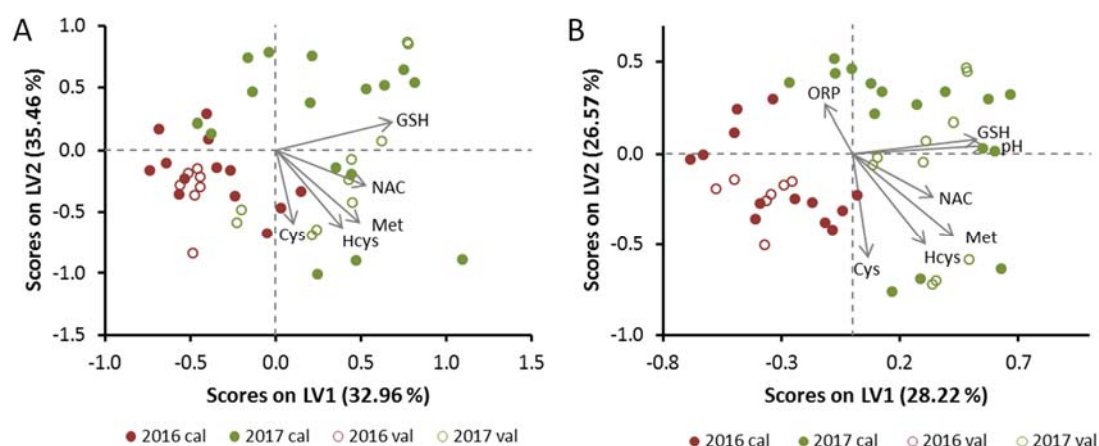 A
1.0
0.5
0.0
-0.5
-1.0
-1.5
Scores on LV2 (35.46 %)
GSH
NAC
Met
Hcys
Cys
-1.0 -0.5 0.0 0.5 1.0 1.5
Scores on LV1 (32.96 %)
2016 cal 2017 cal 2016 val 2017 val
B
0.5
0.0
-0.5
-1.0
Scores on LV2 (26.57 %)
ORP
GSH
pH
NAC
Met
Hcys
Cys
-0.8 -0.3 0.2 0.7
Scores on LV1 (28.22 %)
2016 cal 2017 cal 2016 val 2017 val